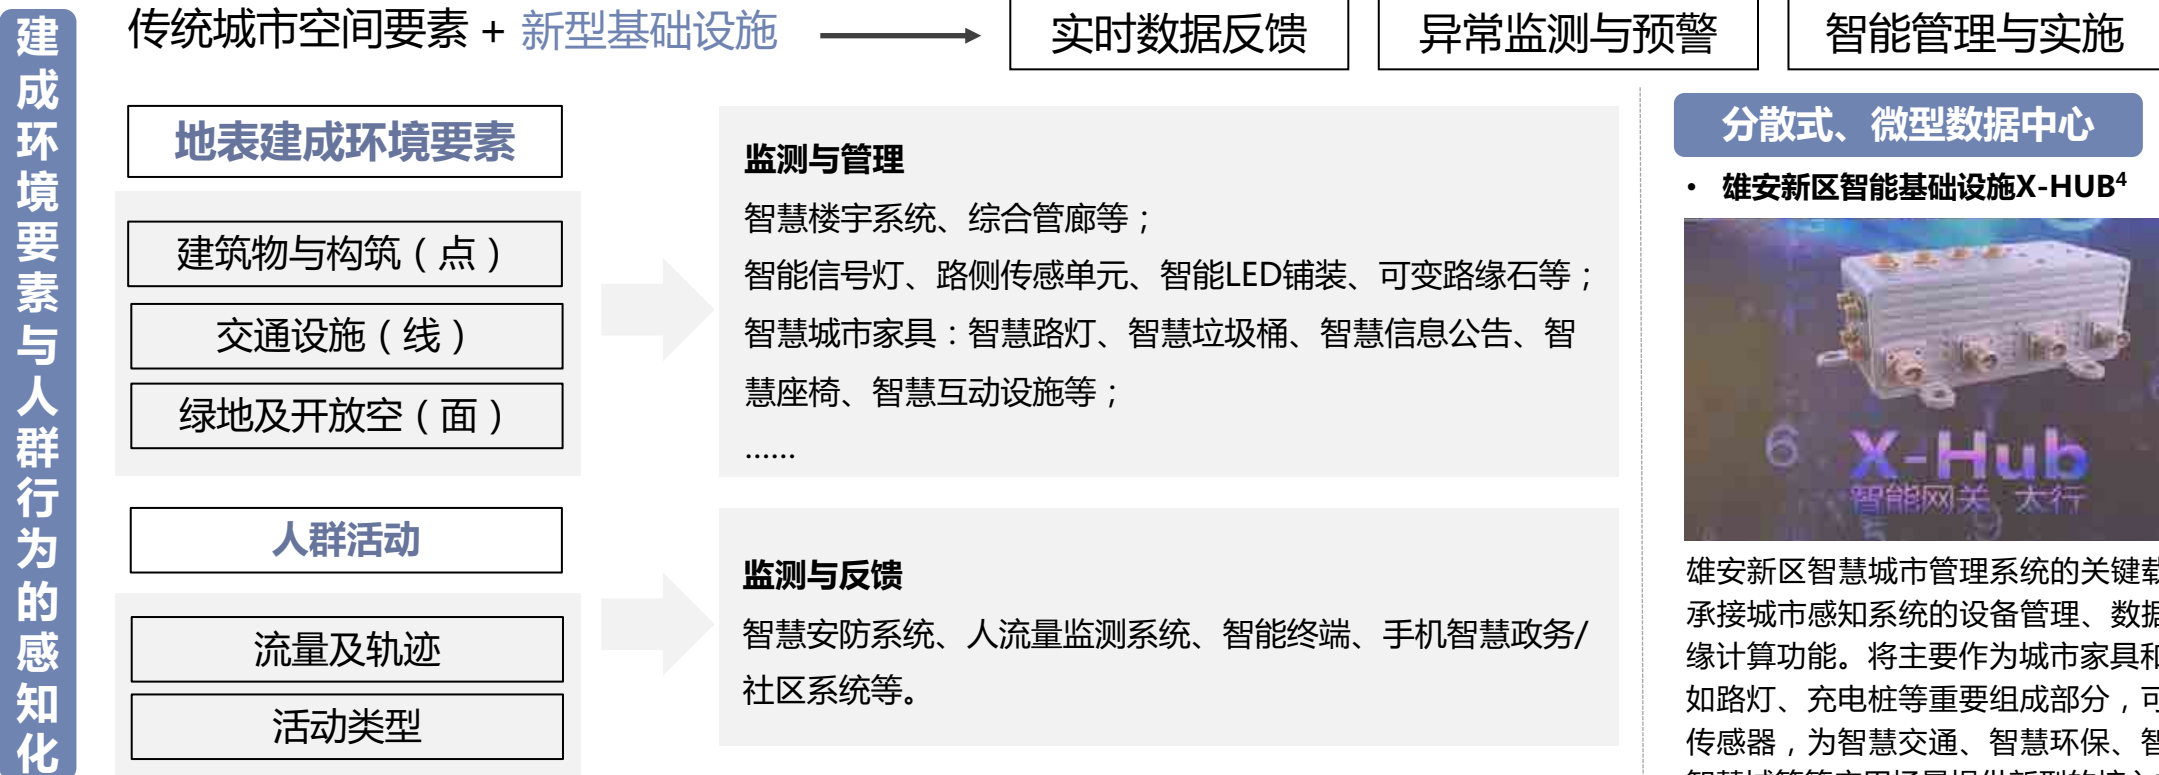 建成环境要素与人群行为的感知化
传统城市空间要素 + 新型基础设施
实时数据反馈
异常监测与预警
智能管理与实施
地表建成环境要素
建筑物与构筑（点）
交通设施（线）
绿地及开放空（面）
监测与管理
智慧楼宇系统、综合管廊等；
智能信号灯、路侧传感单元、智能LED铺装、可变路缘石等；
智慧城市家具：智慧路灯、智慧垃圾桶、智慧信息公告、智
慧座椅、智慧互动设施等；
......
人群活动
流量及轨迹
活动类型
监测与反馈
智慧安防系统、人流量监测系统、智能终端、手机智慧政务/
社区系统等。
分散式、微型数据中心
• 雄安新区智能基础设施X-HUB⁴
6
X-Hub
智能网关 太行
雄安新区智慧城市管理系统的关键载
承接城市感知系统的设备管理、数据
缘计算功能。将主要作为城市家具和
如路灯、充电桩等重要组成部分，可
传感器，为智慧交通、智慧环保、智